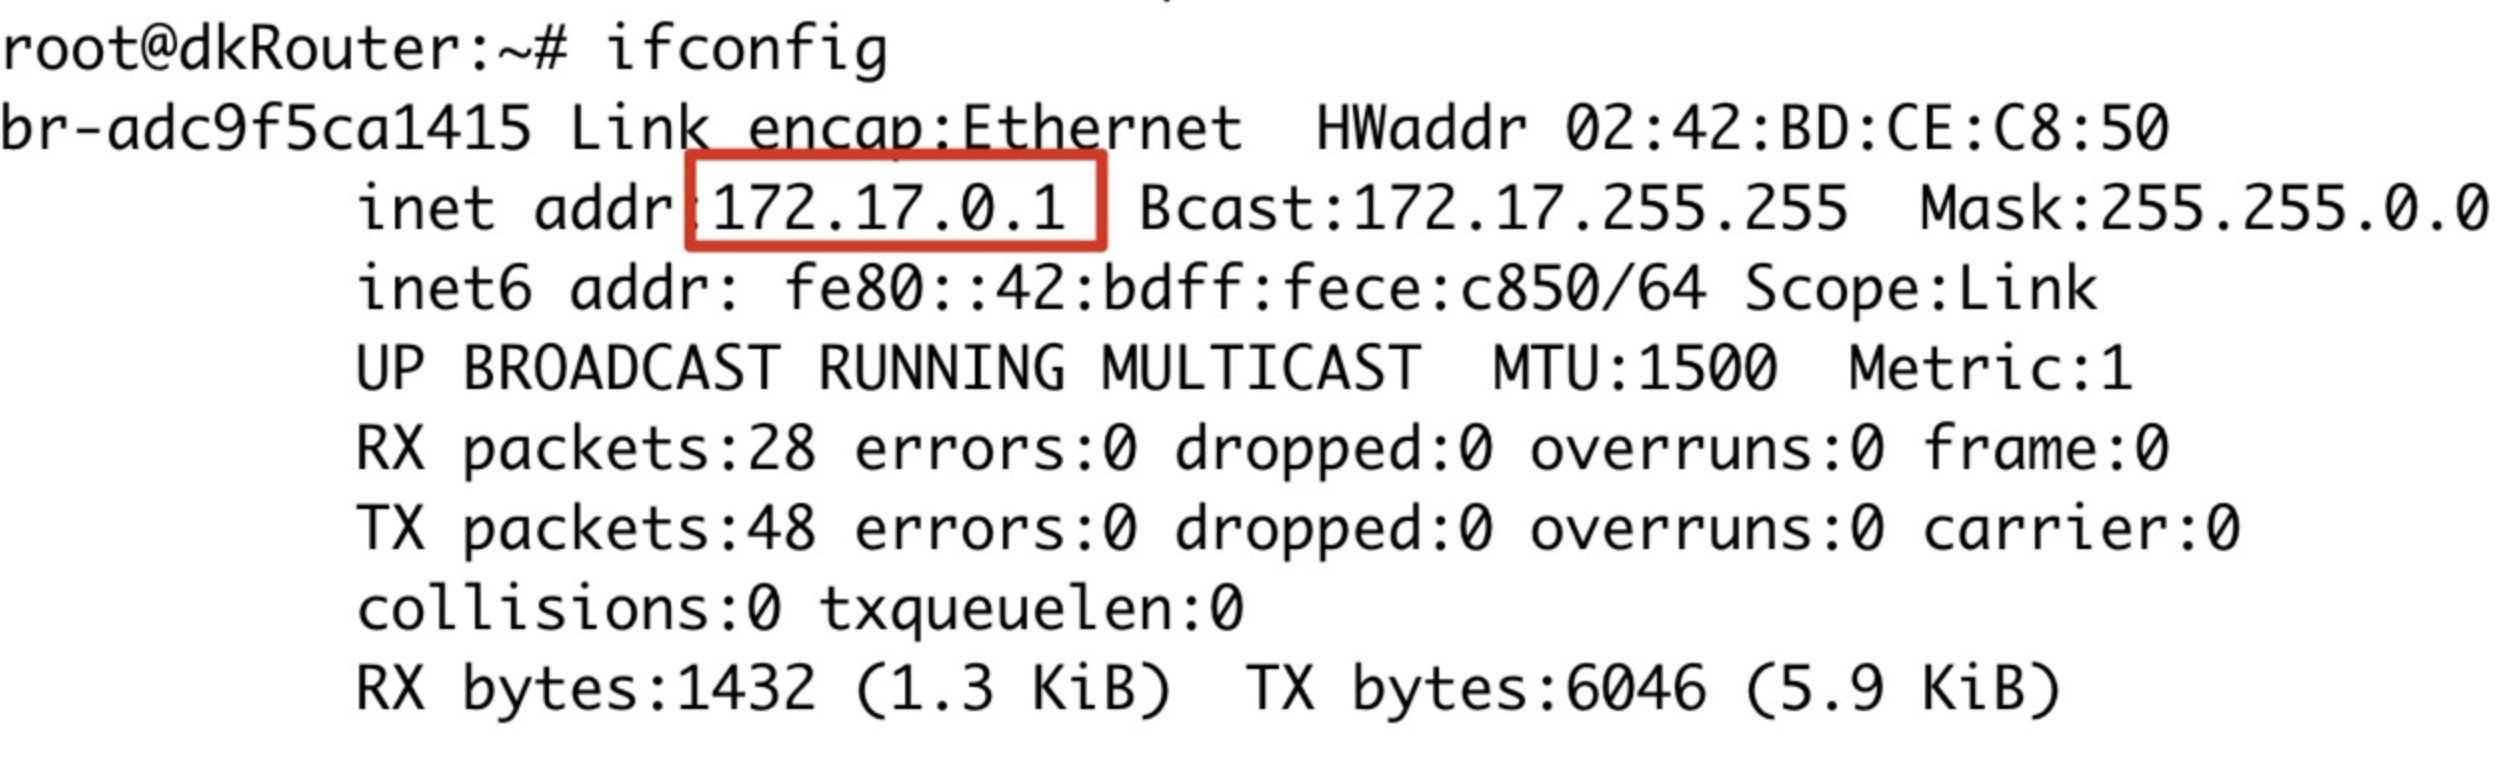 root@dkRouter:~# ifconfig
br-adc9f5ca1415 Link encap:Ethernet  HWaddr 02:42:BD:CE:C8:50
inet addr:172.17.0.1  Bcast:172.17.255.255  Mask:255.255.0.0
inet6 addr: fe80::42:bdff:fece:c850/64 Scope:Link
UP BROADCAST RUNNING MULTICAST  MTU:1500  Metric:1
RX packets:28 errors:0 dropped:0 overruns:0 frame:0
TX packets:48 errors:0 dropped:0 overruns:0 carrier:0
collisions:0 txqueuelen:0
RX bytes:1432 (1.3 KiB)  TX bytes:6046 (5.9 KiB)